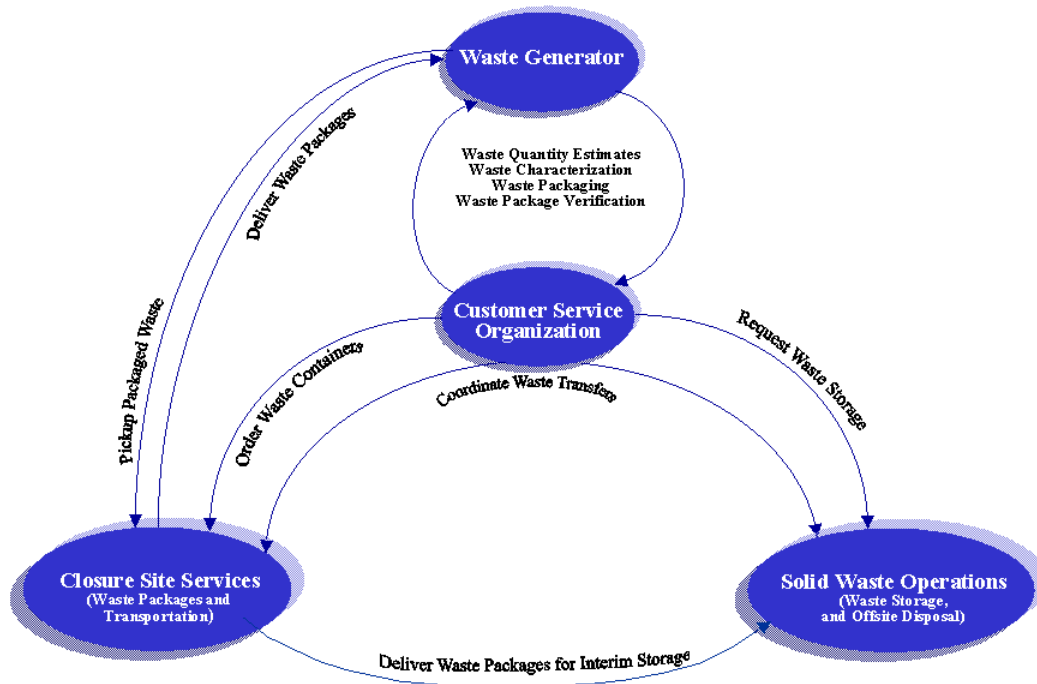 Waste Generator
Deliver Waste Packages
Waste Quantity Estimates
Waste Characterization
Waste Packaging
Waste Package Verification
Pickup Packaged Waste
Customer Service
Organization
Order Waste Containers
Coordinate Waste Transfers
Request Waste Storage
Closure Site Services
(Waste Packages and
Transportation)
Solid Waste Operations
(Waste Storage,
and Offsite Disposal)
Deliver Waste Packages for Interim Storage